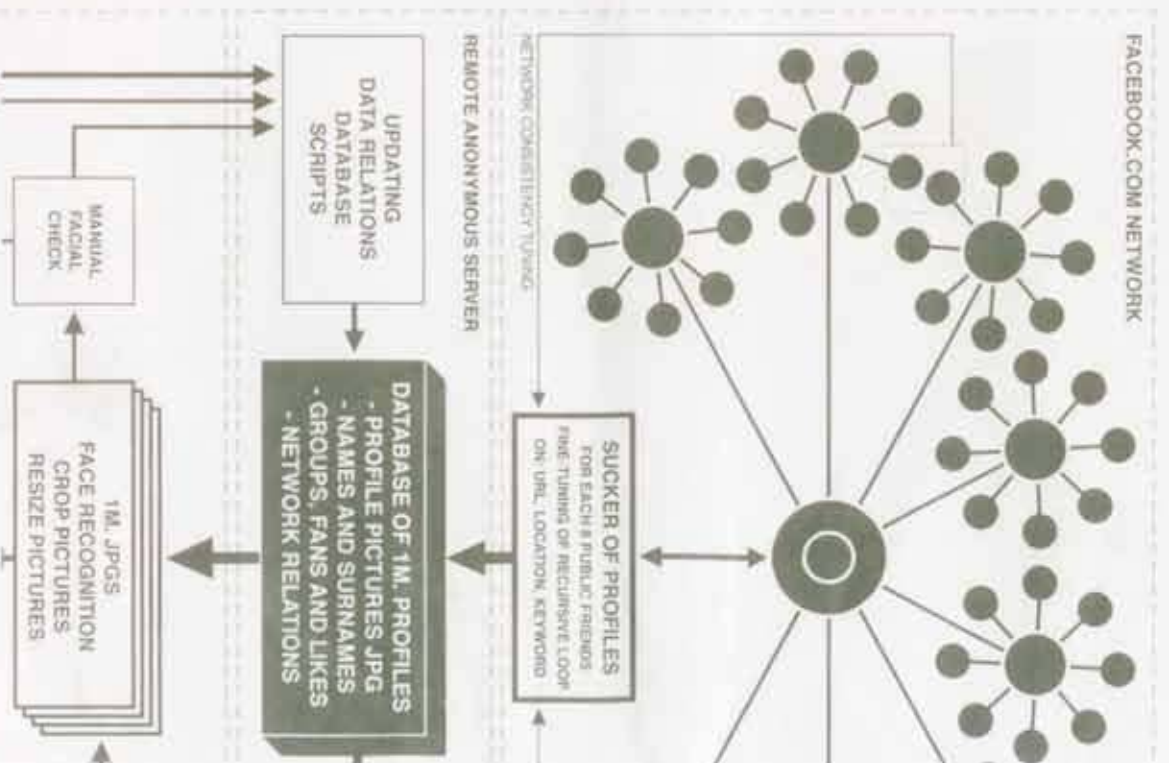 FACEBOOK.COM NETWORK
NETWORK CONSISTENCY TUNING
SUCKER OF PROFILES
FOR EACH 8 PUBLIC FRIENDS
FINE TUNING OF RECURSIVE LOOP
ON: URL, LOCATION, KEYWORD
REMOTE ANONYMOUS SERVER
UPDATING
DATA RELATIONS
DATABASE
SCRIPTS
DATABASE OF 1M. PROFILES
- PROFILE PICTURES JPG
- NAMES AND SURNAMES
- GROUPS, FANS AND LIKES
- NETWORK RELATIONS
MANUAL
FACIAL
CHECK
1M. JPGS
FACE RECOGNITION
CROP PICTURES
RESIZE PICTURES